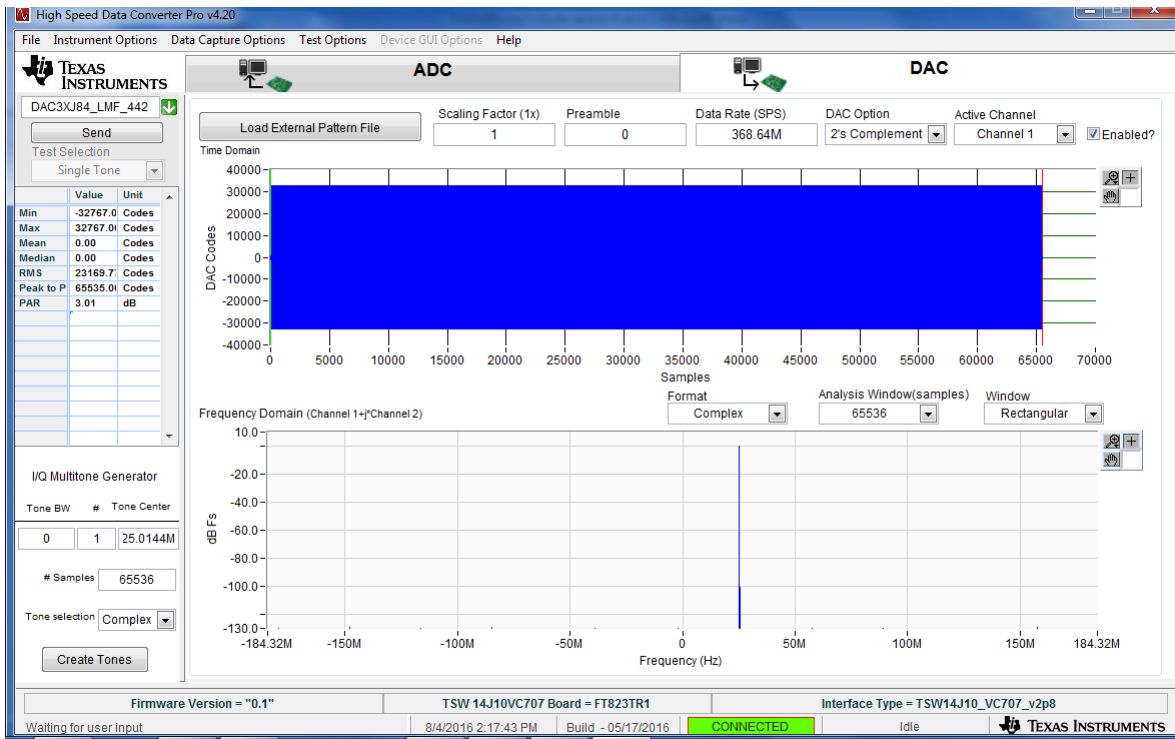 High Speed Data Converter Pro v4.20
File Instrument Options Data Capture Options Test Options Device GUI Options Help
TEXAS INSTRUMENTS
ADC
DAC
DAC3XJ84_LMF_442
Send
Test Selection
Single Tone
Load External Pattern File
Scaling Factor (1x)
1
Preamble
0
Data Rate (SPS)
368.64M
DAC Option
2's Complement
Active Channel
Channel 1
Enabled?
Value Unit
Min -32767.0 Codes
Max 32767.0 Codes
Mean 0.00 Codes
Median 0.00 Codes
RMS 23169.7 Codes
Peak to P 65535.0 Codes
PAR 3.01 dB
Time Domain
DAC Codes
40000
30000
20000
10000
0
-10000
-20000
-30000
-40000
0 5000 10000 15000 20000 25000 30000 35000 40000 45000 50000 55000 60000 65000 70000
Samples
Format
Complex
Analysis Window(samples)
65536
Window
Rectangular
Frequency Domain (Channel 1+j*Channel 2)
dB Fs
10.0
-20.0
-40.0
-60.0
-80.0
-100.0
-130.0
-184.32M -150M -100M -50M 0 50M 100M 150M 184.32M
Frequency (Hz)
I/Q Multitone Generator
Tone BW # Tone Center
0 1 25.0144M
# Samples 65536
Tone selection Complex
Create Tones
Firmware Version = "0.1"
TSW 14J10VC707 Board = FT823TR1
Interface Type = TSW14J10_VC707_v2p8
Waiting for user input
8/4/2016 2:17:43 PM
Build - 05/17/2016
CONNECTED
Idle
TEXAS INSTRUMENTS